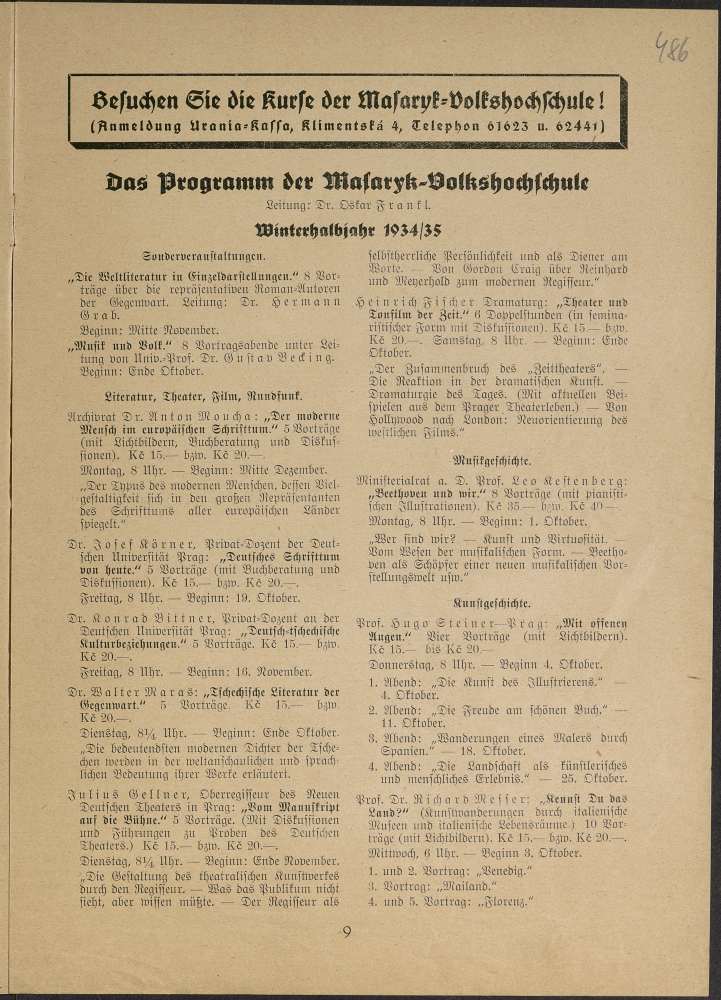 486
Besuchen Sie die Kurse der Masaryk-Volkshochschule!
(Anmeldung Urania-Kassa, Klimentská 4, Telephon 61623 u. 62441)
Das Programm der Masaryk-Volkshochschule
Leitung: Dr. Oskar Frankl.
Winterhalbjahr 1934/35
Sonderveranstaltungen.
„Die Weltliteratur in Einzeldarstellungen.“ 8 Vor-
träge über die repräsentativen Roman-Autoren
der Gegenwart. Leitung: Dr. Hermann
Grab.
Beginn: Mitte November.
„Musik und Volk.“ 8 Vortragsabende unter Lei-
tung von Univ.-Prof. Dr. Gustav Becking.
Beginn: Ende Oktober.
Literatur, Theater, Film, Rundfunk.
Archivrat Dr. Anton Moucha: „Der moderne
Mensch im europäischen Schrifttum.“ 5 Vorträge
(mit Lichtbildern, Buchberatung und Diskus-
sionen). Kč 15.— bzw. Kč 20.—.
Montag, 8 Uhr. — Beginn: Mitte Dezember.
„Der Typus des modernen Menschen, dessen Viel-
gestaltigkeit sich in den großen Repräsentanten
des Schrifttums aller europäischen Länder
spiegelt.“
Dr. Josef Körner, Privat-Dozent der Deut-
schen Universität Prag: „Deutsches Schrifttum
von heute.“ 5 Vorträge (mit Buchberatung und
Diskussionen). Kč 15.— bzw. Kč 20.—.
Freitag, 8 Uhr. — Beginn: 19. Oktober.
Dr. Konrad Bittner, Privat-Dozent an der
Deutschen Universität Prag: „Deutsch-tschechische
Kulturbeziehungen.“ 5 Vorträge. Kč 15.— bzw.
Kč 20.—.
Freitag, 8 Uhr. — Beginn: 16. November.
Dr. Walter Maras: „Tschechische Literatur der
Gegenwart.“ 5 Vorträge. Kč 15.— bzw.
Kč 20.—.
Dienstag, 8¼ Uhr. — Beginn: Ende Oktober.
„Die bedeutendsten modernen Dichter der Tsche-
chen werden in der weltanschaulichen und sprach-
lichen Bedeutung ihrer Werke erläutert.
Julius Gellner, Oberregisseur des Neuen
Deutschen Theaters in Prag: „Vom Manuskript
auf die Bühne.“ 5 Vorträge. (Mit Diskussionen
und Führungen zu Proben des Deutschen
Theaters.) Kč 15.— bzw. Kč 20.—.
Dienstag, 8¼ Uhr. — Beginn: Ende November.
„Die Gestaltung des theatralischen Kunstwerkes
durch den Regisseur. — Was das Publikum nicht
sieht, aber wissen müßte. — Der Regisseur als
selbstherrliche Persönlichkeit und als Diener am
Worte. — Von Gordon Craig über Reinhard
und Meyerhold zum modernen Regisseur.“
Heinrich Fischer Dramaturg: „Theater und
Tonfilm der Zeit.“ 6 Doppelstunden (in semina-
ristischer Form mit Diskussionen). Kč 15.— bzw.
Kč 20.—. Samstag, 8 Uhr. — Beginn: Ende
Oktober.
„Der Zusammenbruch des „Zeittheaters“. —
Die Reaktion in der dramatischen Kunst. —
Dramaturgie des Tages. (Mit aktuellen Bei-
spielen aus dem Prager Theaterleben.) — Von
Hollywood nach London: Neuorientierung des
westlichen Films.“
Musikgeschichte.
Ministerialrat a. D. Prof. Leo Kestenberg:
„Beethoven und wir.“ 8 Vorträge (mit pianisti-
schen Illustrationen). Kč 35.— bzw. Kč 40.—
Montag, 8 Uhr. — Beginn: 1. Oktober.
„Wer sind wir? — Kunst und Virtuosität. —
Vom Wesen der musikalischen Form. — Beetho-
ven als Schöpfer einer neuen musikalischen Vor-
stellungswelt usw.“
Kunstgeschichte.
Prof. Hugo Steiner—Prag: „Mit offenen
Augen.“ Vier Vorträge (mit Lichtbildern).
Kč 15.— bis Kč 20.—
Donnerstag, 8 Uhr. — Beginn 4. Oktober.
1. Abend: „Die Kunst des Illustrierens.“ —
4. Oktober.
2. Abend: „Die Freude am schönen Buch.“ —
11. Oktober.
3. Abend: „Wanderungen eines Malers durch
Spanien.“ — 18. Oktober.
4. Abend: „Die Landschaft als künstlerisches
und menschliches Erlebnis.“ — 25. Oktober.
Prof. Dr. Richard Messer: „Kennst Du das
Land?“ (Kunstwanderungen durch italienische
Museen und italienische Lebensräume.) 10 Vor-
träge (mit Lichtbildern). Kč 15.— bzw. Kč 20.—.
Mittwoch, 6 Uhr. — Beginn 3. Oktober.
1. und 2. Vortrag: „Venedig.“
3. Vortrag: „Mailand.“
4. und 5. Vortrag: „Florenz.“
9